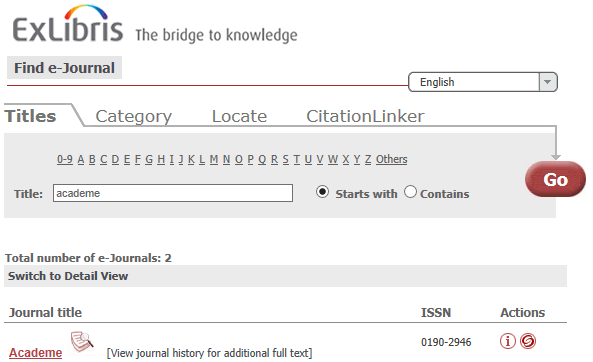 ExLibris The bridge to knowledge
Find e-Journal
English
Titles Category Locate CitationLinker
0-9 A B C D E F G H I J K L M N O P Q R S T U V W X Y Z Others
Title: academe Starts with Contains
Go
Total number of e-Journals: 2
Switch to Detail View
Journal title ISSN Actions
Academe [View journal history for additional full text] 0190-2946 i S